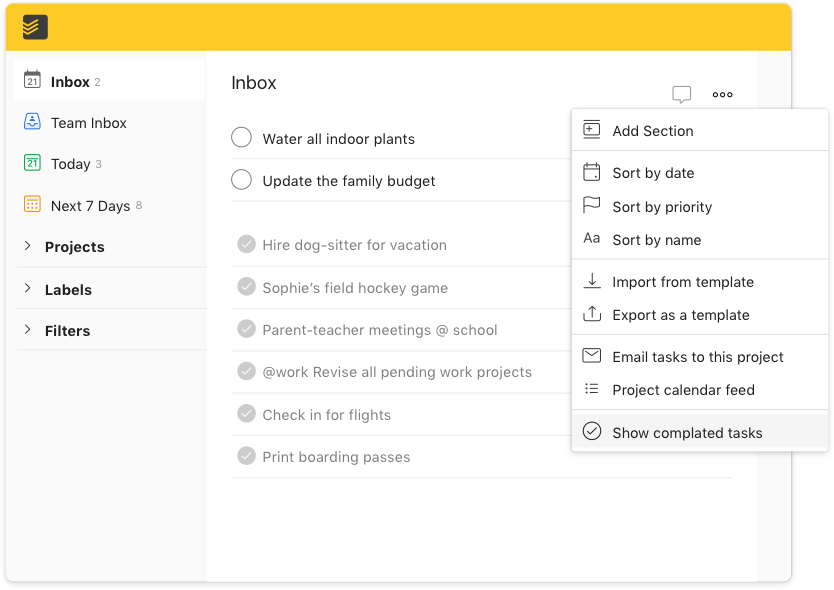 21 Inbox 2
Team Inbox
21 Today 3
Next 7 Days 8
Projects
Labels
Filters
Inbox
Water all indoor plants
Update the family budget
Hire dog-sitter for vacation
Sophie’s field hockey game
Parent-teacher meetings @ school
@work Revise all pending work projects
Check in for flights
Print boarding passes
Add Section
Sort by date
Sort by priority
Aa Sort by name
Import from template
Export as a template
Email tasks to this project
Project calendar feed
Show complated tasks